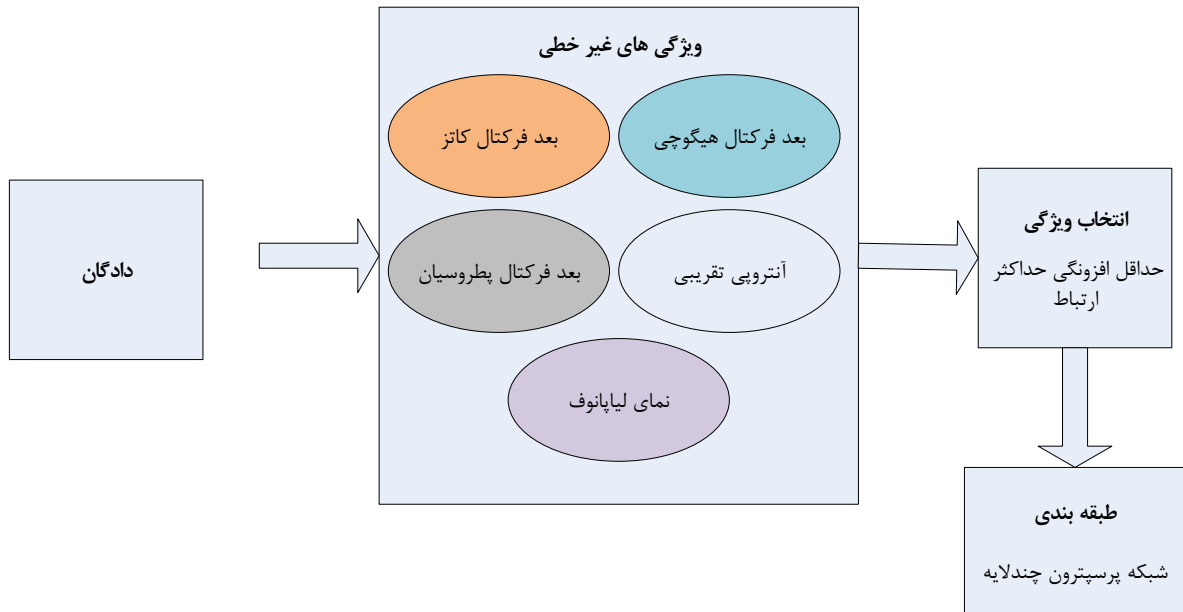 دادگان
ویژگی های غیر خطی
بعد فرکتال کاتز
بعد فرکتال هیگوچی
بعد فرکتال پطروسیان
آنتروپی تقریبی
نمای لیاپانوف
انتخاب ویژگی
حداقل افزونگی حداکثر
ارتباط
طبقه بندی
شبکه پرسپترون چندلایه